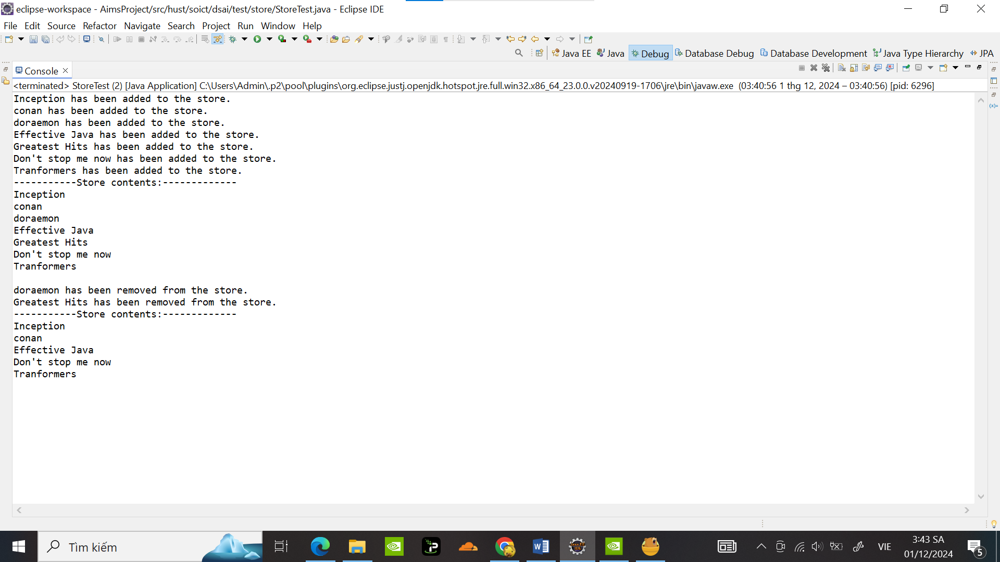 eclipse-workspace - AimsProject/src/hust/soict/dsai/test/store/StoreTest.java - Eclipse IDE
File Edit Source Refactor Navigate Search Project Run Window Help
Java EE Java Debug Database Debug Database Development Java Type Hierarchy JPA
Console
<terminated> StoreTest (2) [Java Application] C:\Users\Admin\.p2\pool\plugins\org.eclipse.justj.openjdk.hotspot.jre.full.win32.x86_64_23.0.0.v20240919-1706\jre\bin\javaw.exe (03:40:56 1 thg 12, 2024 – 03:40:56) [pid: 6296]
Inception has been added to the store.
conan has been added to the store.
doraemon has been added to the store.
Effective Java has been added to the store.
Greatest Hits has been added to the store.
Don't stop me now has been added to the store.
Tranformers has been added to the store.
-----------Store contents:-------------
Inception
conan
doraemon
Effective Java
Greatest Hits
Don't stop me now
Tranformers
doraemon has been removed from the store.
Greatest Hits has been removed from the store.
-----------Store contents:-------------
Inception
conan
Effective Java
Don't stop me now
Tranformers
Tìm kiếm
VIE
3:43 SA
01/12/2024
5